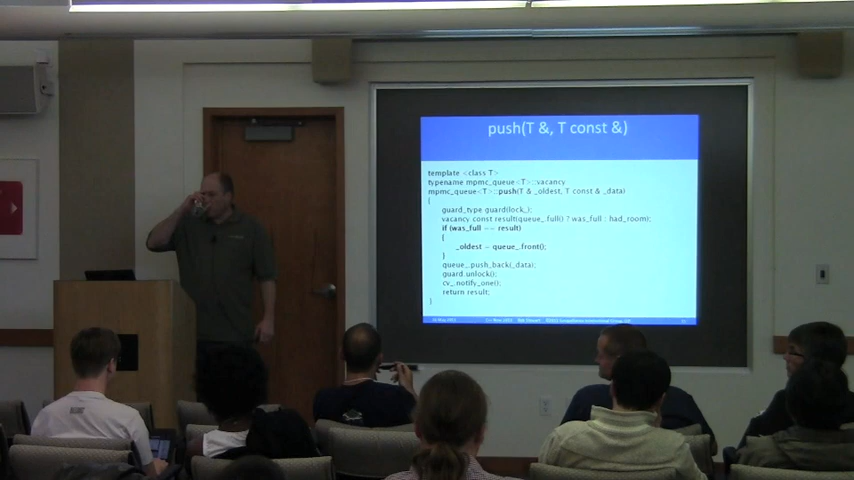 push(T &, T const &)
template <class T>
typename mpmc_queue<T>::vacancy
mpmc_queue<T>::push(T & _oldest, T const & _data)
{
guard_type guard(lock_);
vacancy const result(queue_.full() ? was_full : had_room);
if (was_full == result)
{
_oldest = queue_.front();
}
queue_.push_back(_data);
guard.unlock();
cv_.notify_one();
return result;
}